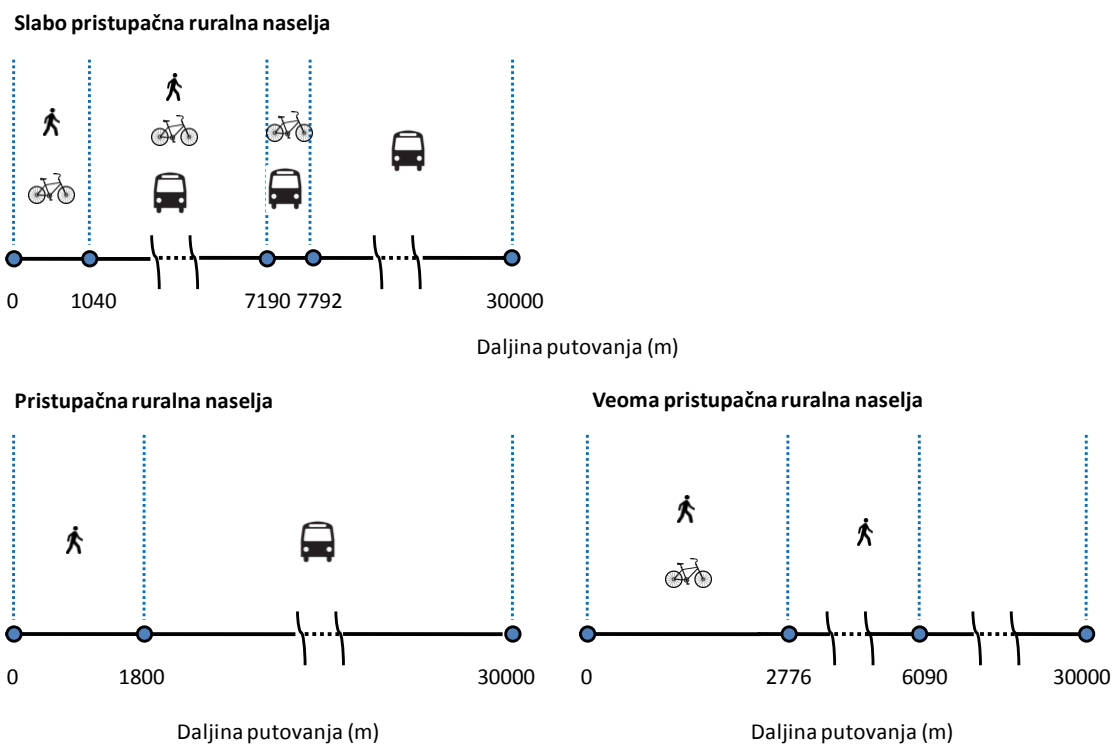 Slabo pristupačna ruralna naselja
0 1040 7190 7792 30000
Daljina putovanja (m)
Pristupačna ruralna naselja
0 1800 30000
Daljina putovanja (m)
Veoma pristupačna ruralna naselja
0 2776 6090 30000
Daljina putovanja (m)